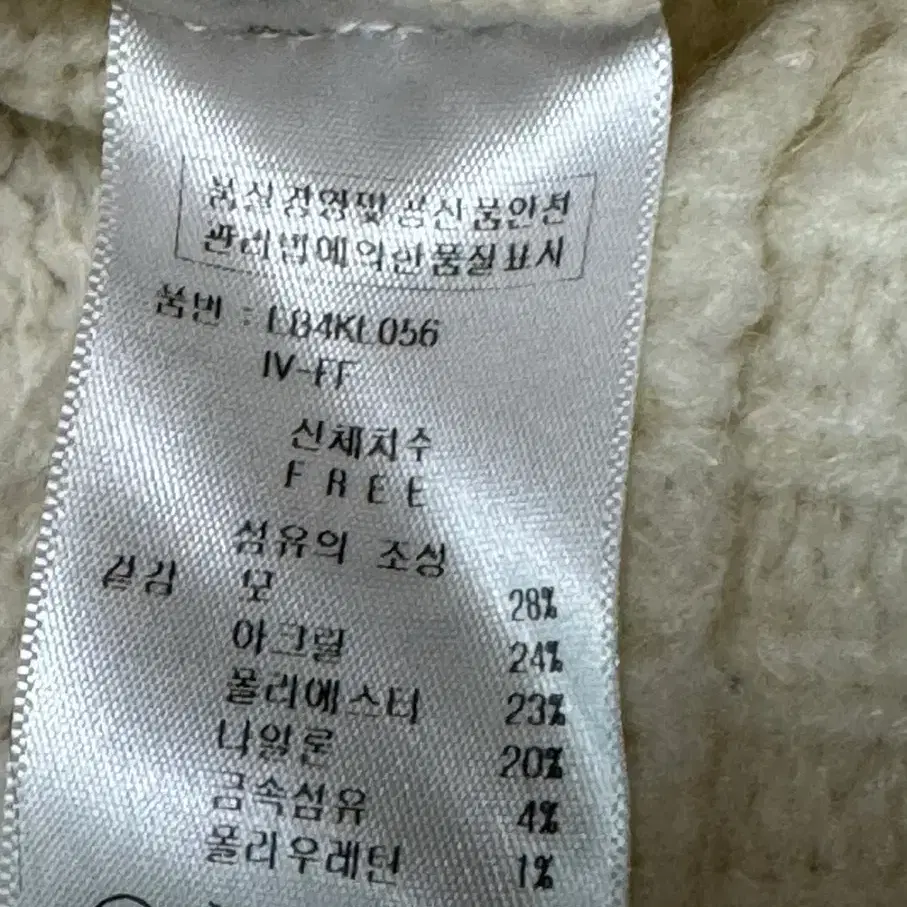 품질경영및공산품안전
관리법에의한품질표시
품번 : LB4KL056
IV-FF
신체치수
F R E E
섬유의 조성
겉감 모 28%
아크릴 24%
폴리에스터 23%
나일론 20%
금속섬유 4%
폴리우레탄 1%